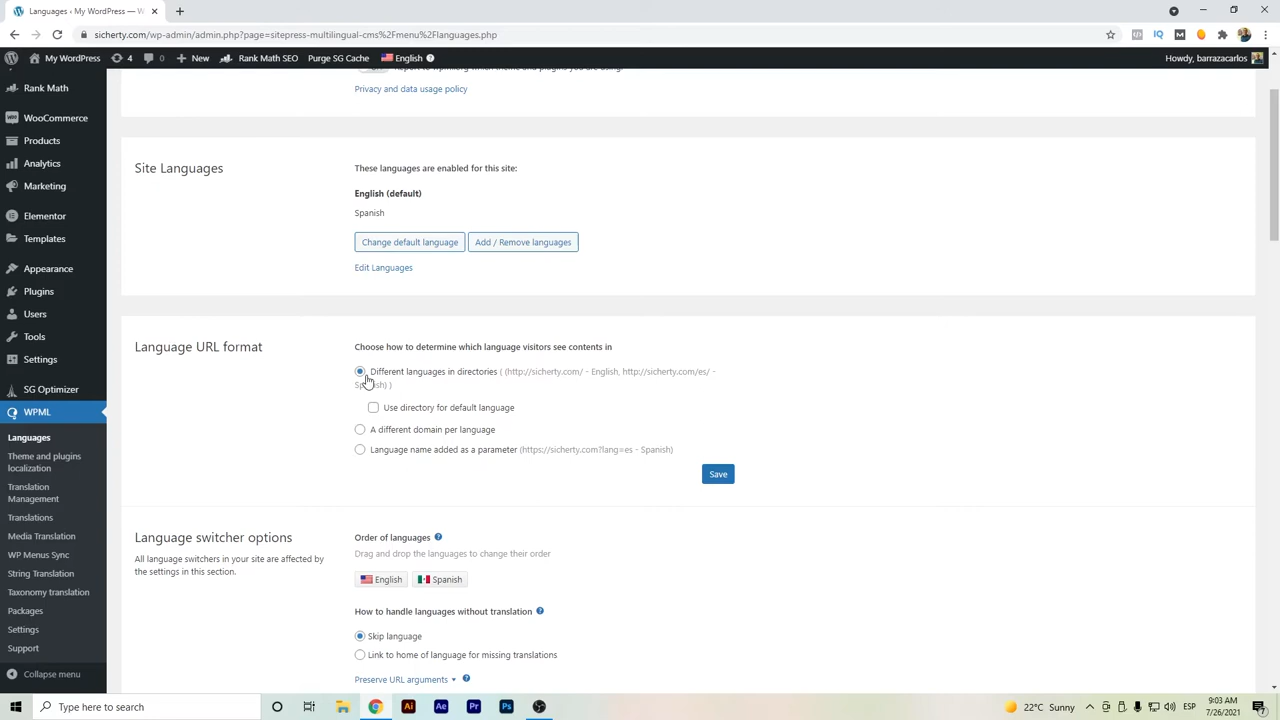 Languages ‹ My WordPress — W
sicherty.com/wp-admin/admin.php?page=sitepress-multilingual-cms%2Fmenu%2Flanguages.php
My WordPress
4
0
New
Rank Math SEO
Purge SG Cache
English
Howdy, barrazacarlos
Rank Math
WooCommerce
Products
Analytics
Marketing
Elementor
Templates
Appearance
Plugins
Users
Tools
Settings
SG Optimizer
WPML
Languages
Theme and plugins
localization
Translation
Management
Translations
Media Translation
WP Menus Sync
String Translation
Taxonomy translation
Packages
Settings
Support
Collapse menu
Privacy and data usage policy
Site Languages
These languages are enabled for this site:
English (default)
Spanish
Change default language
Add / Remove languages
Edit Languages
Language URL format
Choose how to determine which language visitors see contents in
Different languages in directories ( (http://sicherty.com/ - English, http://sicherty.com/es/ -
Spanish) )
Use directory for default language
A different domain per language
Language name added as a parameter (https://sicherty.com?lang=es - Spanish)
Save
Language switcher options
All language switchers in your site are affected by
the settings in this section.
Order of languages
Drag and drop the languages to change their order
English
Spanish
How to handle languages without translation
Skip language
Link to home of language for missing translations
Preserve URL arguments
Type here to search
22°C Sunny
ESP
9:03 AM
7/26/2021